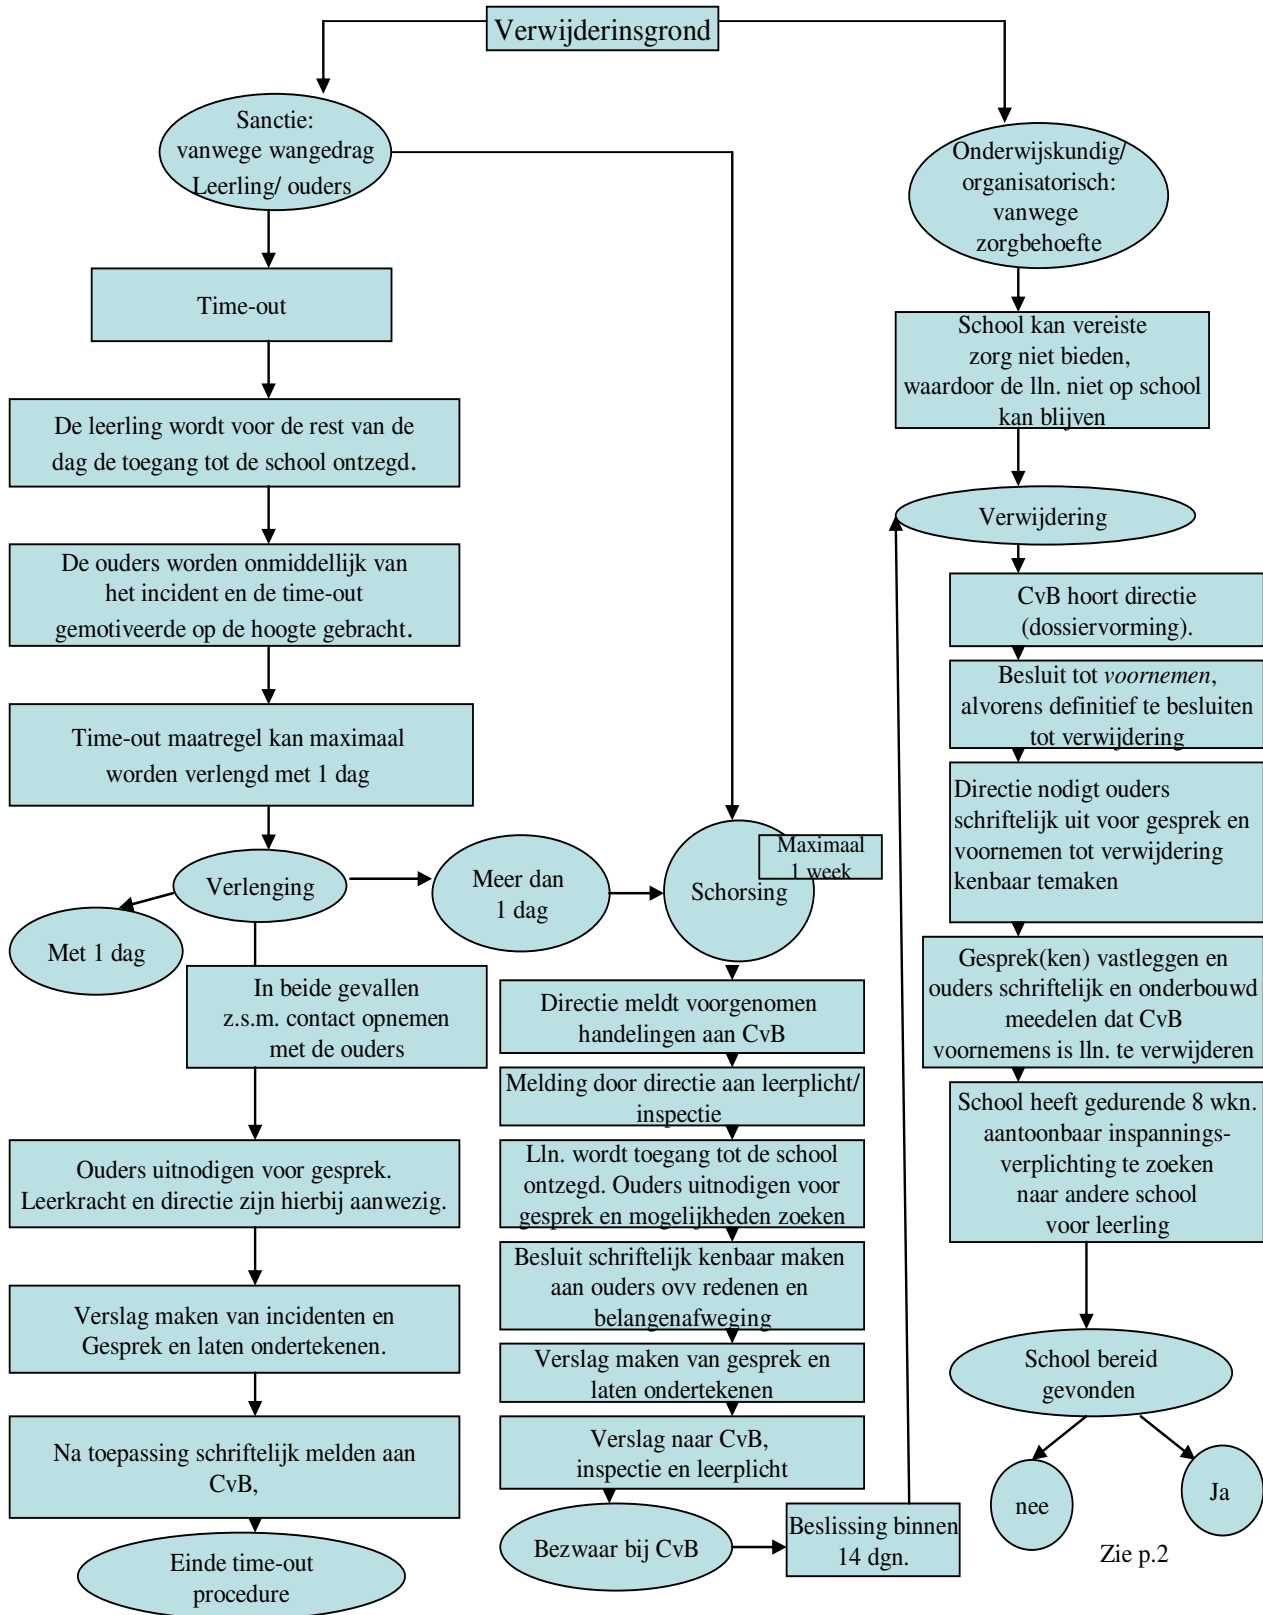 Verwijderinsgrond
Sanctie:
vanwege wangedrag
Leerling/ ouders
Time-out
De leerling wordt voor de rest van de
dag de toegang tot de school ontzegd.
De ouders worden onmiddellijk van
het incident en de time-out
gemotiveerde op de hoogte gebracht.
Time-out maatregel kan maximaal
worden verlengd met 1 dag
Verlenging
Met 1 dag
Meer dan
1 dag
In beide gevallen
z.s.m. contact opnemen
met de ouders
Ouders uitnodigen voor gesprek.
Leerkracht en directie zijn hierbij aanwezig.
Verslag maken van incidenten en
Gesprek en laten ondertekenen.
Na toepassing schriftelijk melden aan
CvB,
Einde time-out
procedure
Maximaal
1 week
Schorsing
Directie meldt voorgenomen
handelingen aan CvB
Melding door directie aan leerplicht/
inspectie
Lln. wordt toegang tot de school
ontzegd. Ouders uitnodigen voor
gesprek en mogelijkheden zoeken
Besluit schriftelijk kenbaar maken
aan ouders ovv redenen en
belangenafweging
Verslag maken van gesprek en
laten ondertekenen
Verslag naar CvB,
inspectie en leerplicht
Bezwaar bij CvB
Beslissing binnen
14 dgn.
Onderwijskundig/
organisatorisch:
vanwege
zorgbehoefte
School kan vereiste
zorg niet bieden,
waardoor de lln. niet op school
kan blijven
Verwijdering
CvB hoort directie
(dossiervorming).
Besluit tot voornemen,
alvorens definitief te besluiten
tot verwijdering
Directie nodigt ouders
schriftelijk uit voor gesprek en
voornemen tot verwijdering
kenbaar temaken
Gesprek(ken) vastleggen en
ouders schriftelijk en onderbouwd
meedelen dat CvB
voornemens is lln. te verwijderen
School heeft gedurende 8 wkn.
aantoonbaar inspannings-
verplichting te zoeken
naar andere school
voor leerling
School bereid
gevonden
nee
Ja
Zie p.2